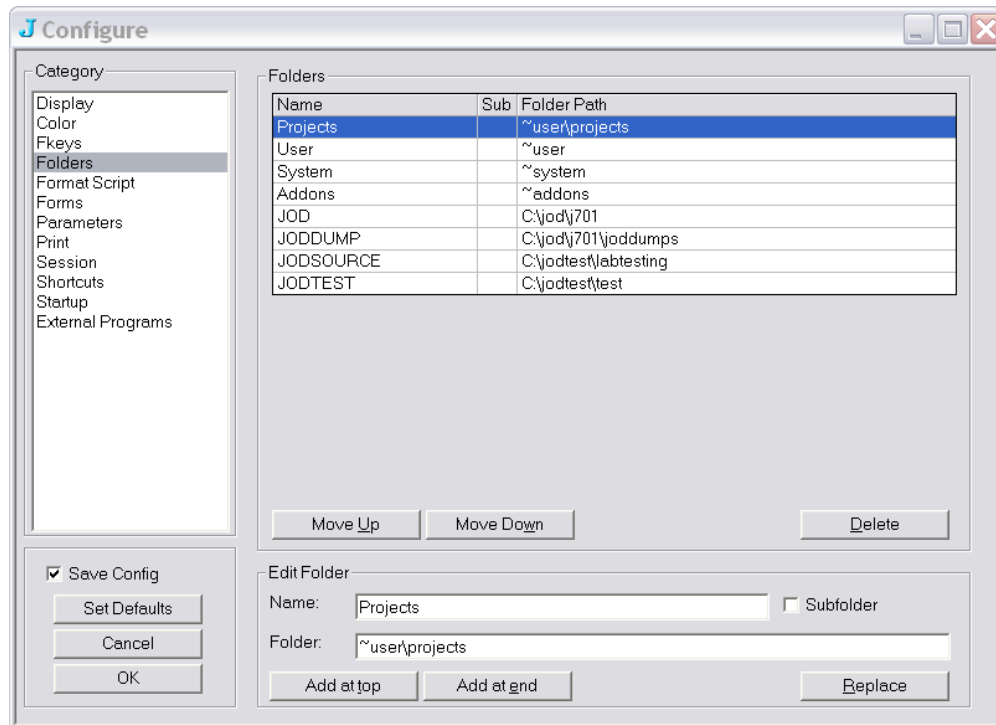 J Configure
Category
Display
Color
Fkeys
Folders
Format Script
Forms
Parameters
Print
Session
Shortcuts
Startup
External Programs
Folders
Name Sub Folder Path
Projects ~user\projects
User ~user
System ~system
Addons ~addons
JOD C:\jod\j701
JODDUMP C:\jod\j701\joddumps
JODSOURCE C:\jodtest\labtesting
JODTEST C:\jodtest\test
Move Up Move Down Delete
Save Config
Set Defaults
Cancel
OK
Edit Folder
Name: Projects Subfolder
Folder: ~user\projects
Add at top Add at end Replace